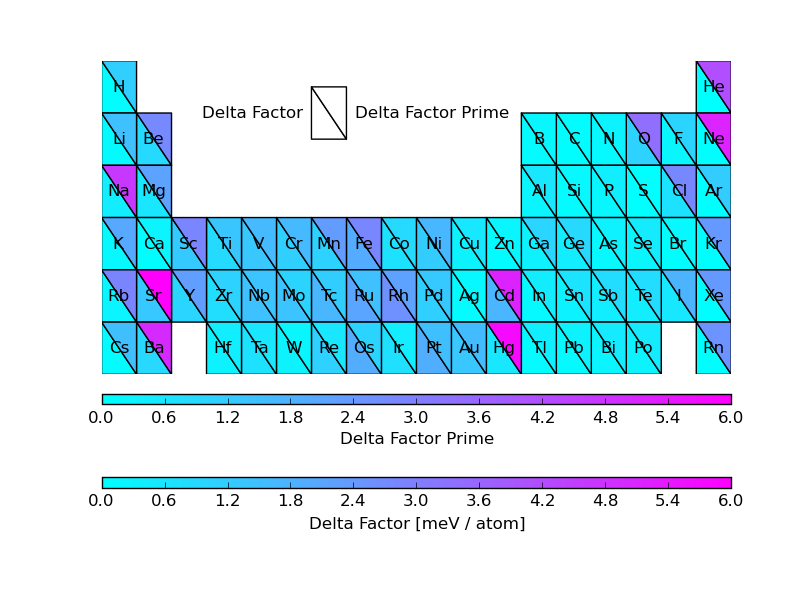 H He
Delta Factor Delta Factor Prime
Li Be B C N O F Ne
Na Mg Al Si P S Cl Ar
K Ca Sc Ti V Cr Mn Fe Co Ni Cu Zn Ga Ge As Se Br Kr
Rb Sr Y Zr Nb Mo Tc Ru Rh Pd Ag Cd In Sn Sb Te I Xe
Cs Ba Hf Ta W Re Os Ir Pt Au Hg Tl Pb Bi Po Rn
0.0 0.6 1.2 1.8 2.4 3.0 3.6 4.2 4.8 5.4 6.0
Delta Factor Prime
0.0 0.6 1.2 1.8 2.4 3.0 3.6 4.2 4.8 5.4 6.0
Delta Factor [meV / atom]